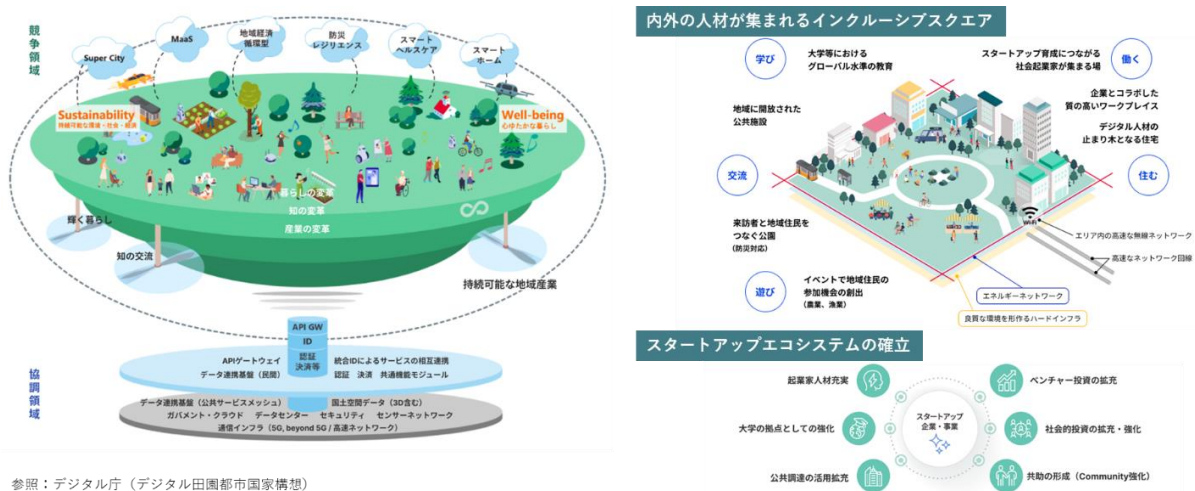 競争領域
Super City
MaaS
地域経済
循環型
防災
レジリエンス
スマート
ヘルスケア
スマート
ホーム
Sustainability
持続可能な環境・社会・経済
Well-being
心ゆたかな暮らし
暮らしの変革
知の変革
産業の変革
輝く暮らし
知の交流
持続可能な地域産業
API GW
ID
認証
決済等
APIゲートウェイ
統合IDによるサービスの相互連携
データ連携基盤（民間）
認証 決済 共通機能モジュール
協調領域
データ連携基盤（公共サービスメッシュ）
国土空間データ（3D含む）
ガバメント・クラウド データセンター セキュリティ センサーネットワーク
通信インフラ（5G, beyond 5G / 高速ネットワーク）
参照：デジタル庁（デジタル田園都市国家構想）
内外の人材が集まれるインクルーシブスクエア
学び
大学等における
グローバル水準の教育
スタートアップ育成につながる
社会起業家が集まる場
働く
地域に開放された
公共施設
企業とコラボした
質の高いワークプレイス
デジタル人材の
止まり木となる住宅
交流
住む
来訪者と地域住民を
つなぐ公園
（防災対応）
WiFi
エリア内の高速な無線ネットワーク
高速なネットワーク回線
遊び
イベントで地域住民の
参加機会の創出
（農業、漁業）
エネルギーネットワーク
良質な環境を形作るハードインフラ
スタートアップエコシステムの確立
起業家人材充実
ベンチャー投資の拡充
大学の拠点としての強化
スタートアップ
企業・事業
社会的投資の拡充・強化
公共調達の活用拡充
共助の形成（Community強化）